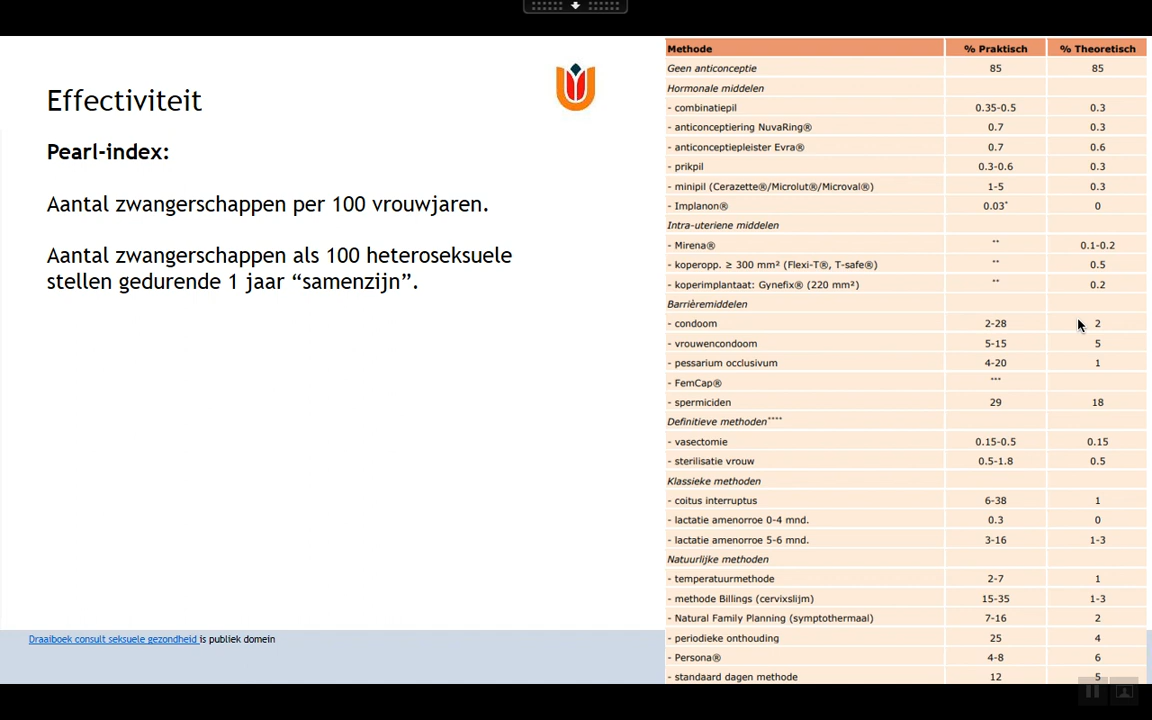 Effectiviteit
Pearl-index:
Aantal zwangerschappen per 100 vrouwjaren.
Aantal zwangerschappen als 100 heteroseksuele
stellen gedurende 1 jaar “samenzijn”.
Methode % Praktisch % Theoretisch
Geen anticonceptie 85 85
Hormonale middelen
- combinatiepil 0.35-0.5 0.3
- anticonceptiering NuvaRing® 0.7 0.3
- anticonceptiepleister Evra® 0.7 0.6
- prikpil 0.3-0.6 0.3
- minipil (Cerazette®/Microlut®/Microval®) 1-5 0.3
- Implanon® 0.03* 0
Intra-uteriene middelen
- Mirena® ** 0.1-0.2
- koperopp. ≥ 300 mm² (Flexi-T®, T-safe®) ** 0.5
- koperimplantaat: Gynefix® (220 mm²) ** 0.2
Barrièremiddelen
- condoom 2-28 2
- vrouwencondoom 5-15 5
- pessarium occlusivum 4-20 1
- FemCap® ***
- spermiciden 29 18
Definitieve methoden****
- vasectomie 0.15-0.5 0.15
- sterilisatie vrouw 0.5-1.8 0.5
Klassieke methoden
- coitus interruptus 6-38 1
- lactatie amenorroe 0-4 mnd. 0.3 0
- lactatie amenorroe 5-6 mnd. 3-16 1-3
Natuurlijke methoden
- temperatuurmethode 2-7 1
- methode Billings (cervixslijm) 15-35 1-3
- Natural Family Planning (symptothermaal) 7-16 2
- periodieke onthouding 25 4
- Persona® 4-8 6
- standaard dagen methode 12 5
Draaiboek consult seksuele gezondheid is publiek domein